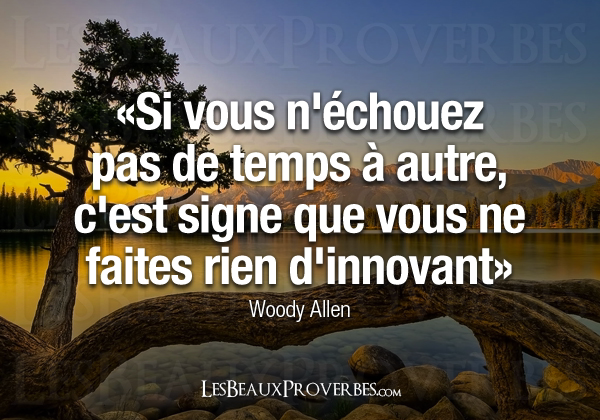 LESBEAUXPROVERBES
«Si vous n'échouez
pas de temps à autre,
c'est signe que vous ne
faites rien d'innovant»
Woody Allen
LESBEAUXPROVERBES.COM